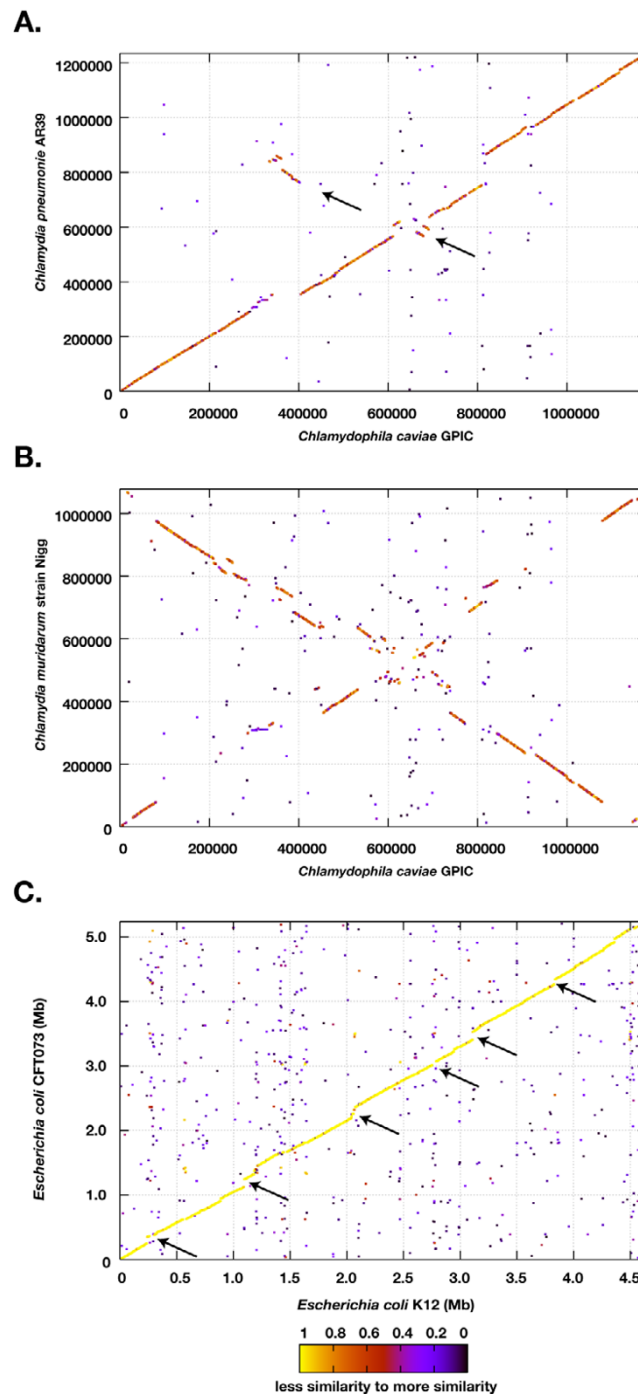 A.
1200000
1000000
800000
600000
400000
200000
0
Chlamydia pneumonie AR39
0 200000 400000 600000 800000 1000000
Chlamydophila caviae GPIC
B.
1000000
800000
600000
400000
200000
0
Chlamydia muridarum strain Nigg
0 200000 400000 600000 800000 1000000
Chlamydophila caviae GPIC
C.
5.0
4.0
3.0
2.0
1.0
0
Escherichia coli CFT073 (Mb)
0 0.5 1.0 1.5 2.0 2.5 3.0 3.5 4.0 4.5
Escherichia coli K12 (Mb)
1 0.8 0.6 0.4 0.2 0
less similarity to more similarity